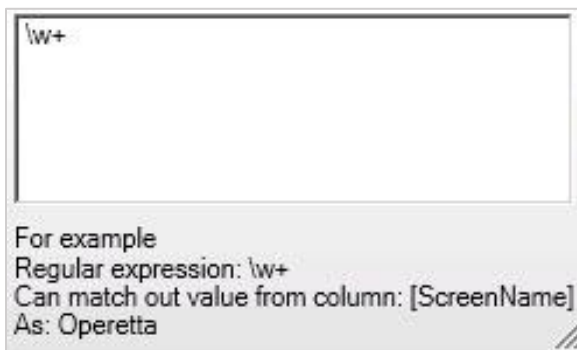 \w+
For example
Regular expression: \w+
Can match out value from column: [ScreenName]
As: Operetta